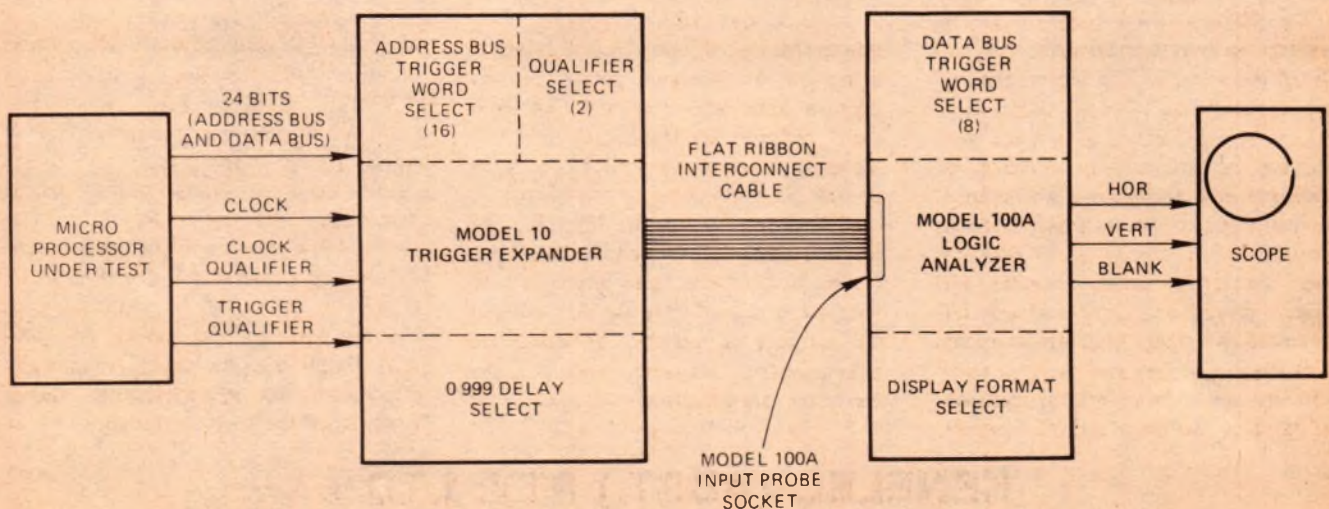 MICRO
PROCESSOR
UNDER TEST
24 BITS
(ADDRESS BUS
AND DATA BUS)
CLOCK
CLOCK
QUALIFIER
TRIGGER
QUALIFIER
ADDRESS BUS
TRIGGER
WORD
SELECT
(16)
QUALIFIER
SELECT
(2)
MODEL 10
TRIGGER EXPANDER
0 999 DELAY
SELECT
FLAT RIBBON
INTERCONNECT
CABLE
MODEL 100A
INPUT PROBE
SOCKET
DATA BUS
TRIGGER
WORD
SELECT
(8)
MODEL 100A
LOGIC
ANALYZER
DISPLAY FORMAT
SELECT
HOR
VERT
BLANK
SCOPE